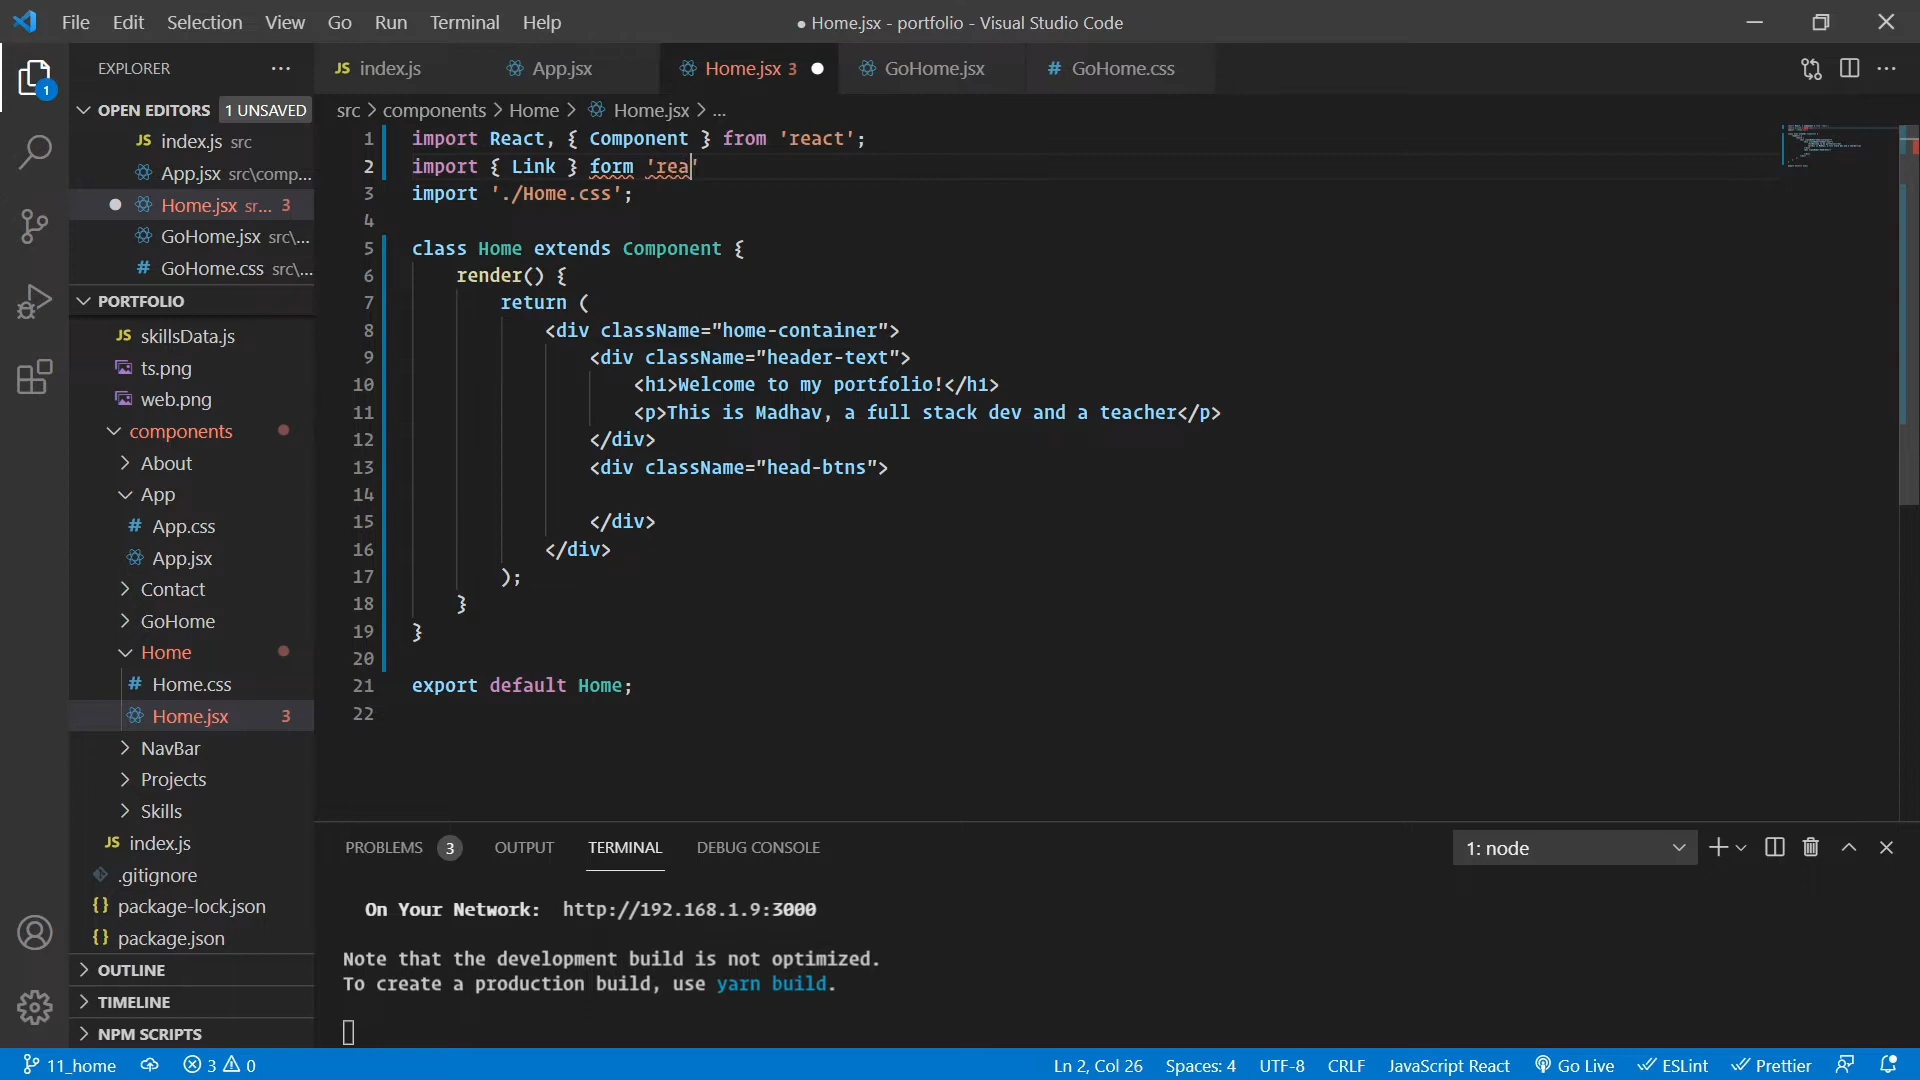 File Edit Selection View Go Run Terminal Help
● Home.jsx - portfolio - Visual Studio Code
1
EXPLORER
OPEN EDITORS 1 UNSAVED
JS index.js src
App.jsx src\comp...
Home.jsx sr... 3
GoHome.jsx src\...
# GoHome.css src\...
PORTFOLIO
JS skillsData.js
ts.png
web.png
components
About
App
# App.css
App.jsx
Contact
GoHome
Home
# Home.css
Home.jsx 3
NavBar
Projects
Skills
JS index.js
.gitignore
{} package-lock.json
{} package.json
OUTLINE
TIMELINE
NPM SCRIPTS
JS index.js App.jsx Home.jsx 3 GoHome.jsx # GoHome.css
src > components > Home > Home.jsx > ...
1 import React, { Component } from 'react';
2 import { Link } form 'rea'
3 import './Home.css';
4
5 class Home extends Component {
6 render() {
7 return (
8 <div className="home-container">
9 <div className="header-text">
10 <h1>Welcome to my portfolio!</h1>
11 <p>This is Madhav, a full stack dev and a teacher</p>
12 </div>
13 <div className="head-btns">
14
15 </div>
16 </div>
17 );
18 }
19 }
20
21 export default Home;
22
PROBLEMS 3 OUTPUT TERMINAL DEBUG CONSOLE
1: node
On Your Network: http://192.168.1.9:3000
Note that the development build is not optimized.
To create a production build, use yarn build.
11_home 3 0 Ln 2, Col 26 Spaces: 4 UTF-8 CRLF JavaScript React Go Live ESLint Prettier